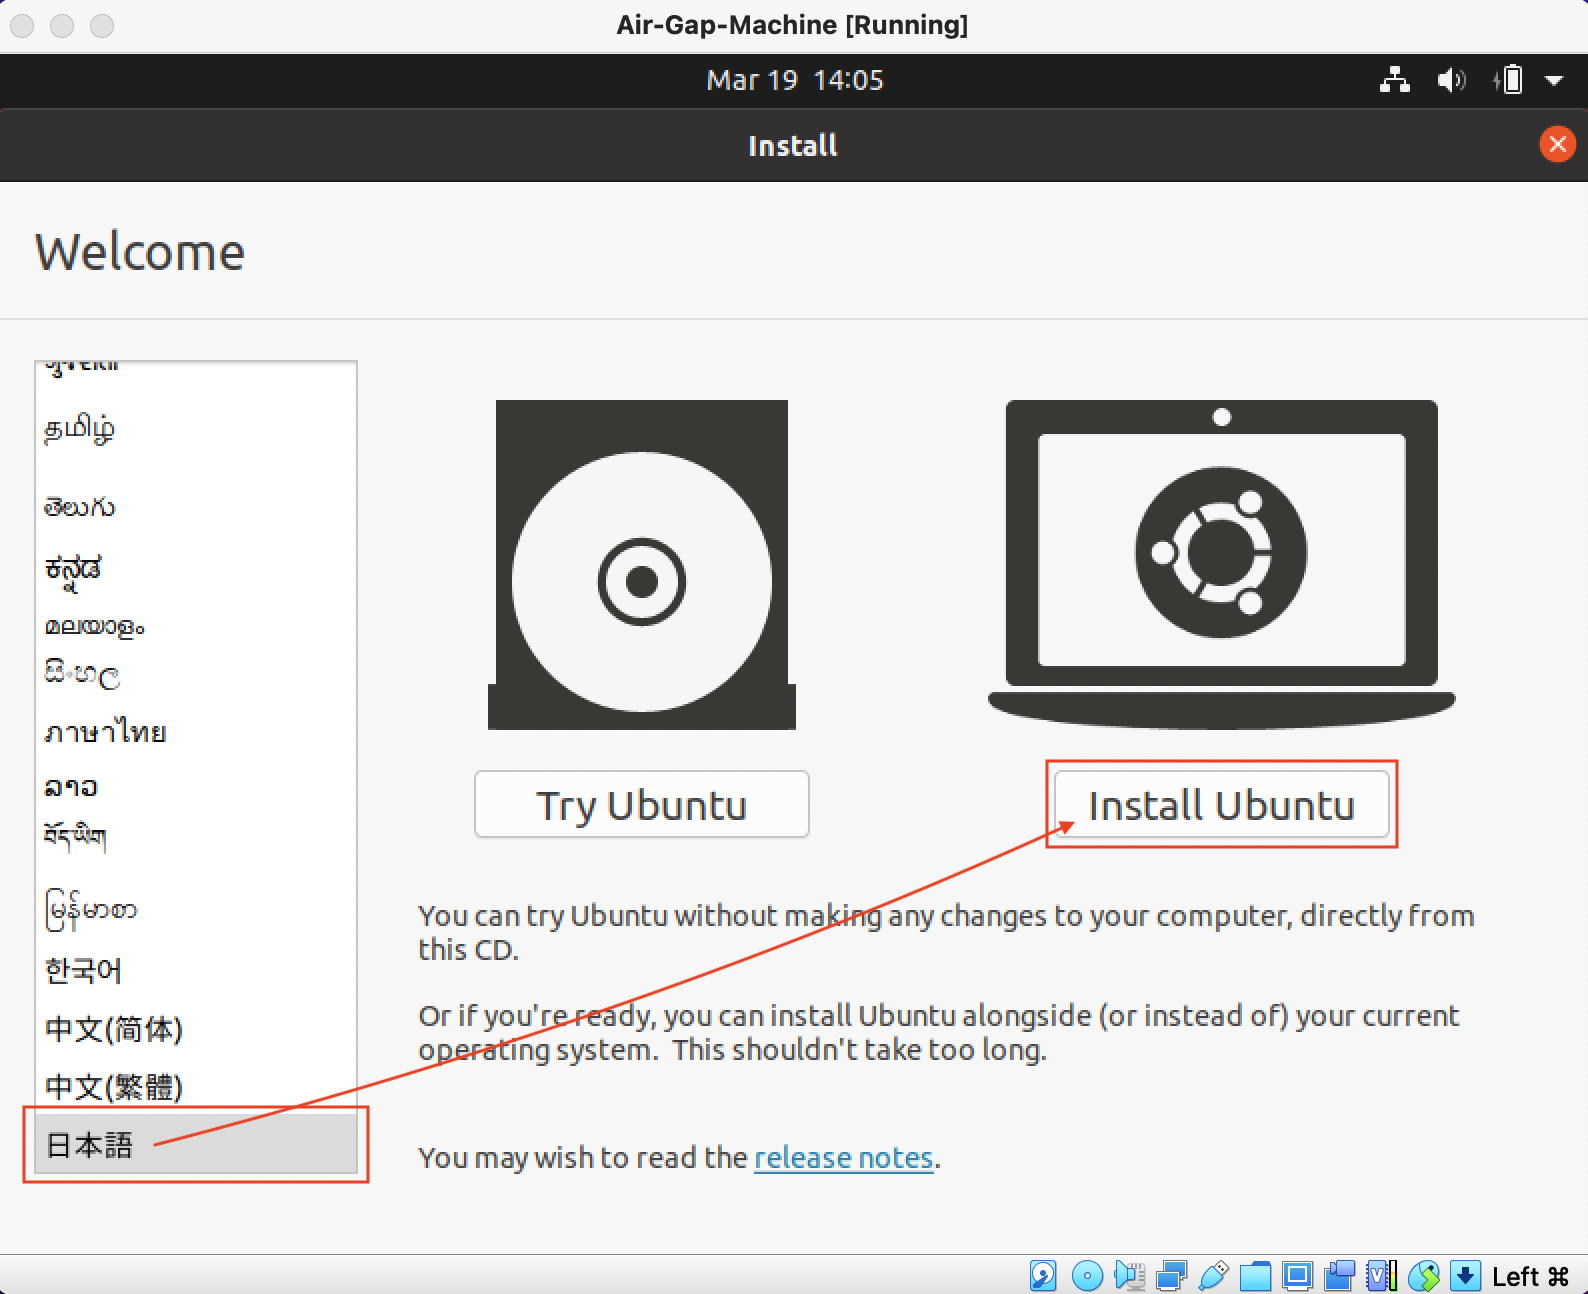 Air-Gap-Machine [Running]
Mar 19 14:05
Install
Welcome
தமிழ்
తెలుగు
ಕನ್ನಡ
മലയാളം
සිංහල
ภาษาไทย
ລາວ
བོད་ཡིག
မြန်မာစာ
한국어
中文(简体)
中文(繁體)
日本語
Try Ubuntu
Install Ubuntu
You can try Ubuntu without making any changes to your computer, directly from
this CD.
Or if you're ready, you can install Ubuntu alongside (or instead of) your current
operating system. This shouldn't take too long.
You may wish to read the release notes.
Left ⌘